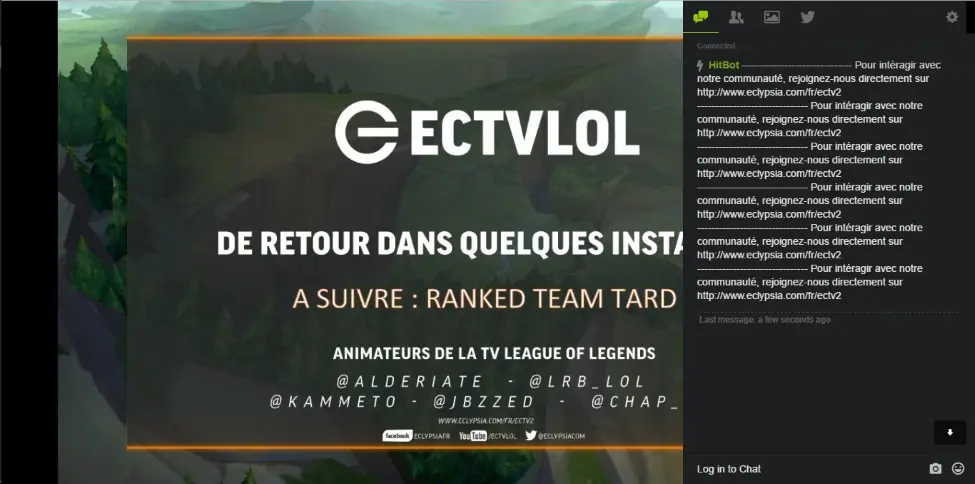 ECTVLOL
DE RETOUR DANS QUELQUES INSTA
A SUIVRE : RANKED TEAM TARD
ANIMATEURS DE LA TV LEAGUE OF LEGENDS
@ALDERIATE - @LRB_LOL
@KAMMETO - @JBZZED - @CHAP_
WWW.ECLYPSIA.COM/FR/ECTV2
facebook ECLYPSIAFR YouTube /ECTVLOL @ECLYPSIACOM
Connected
HitBot ------------------------------- Pour intéragir avec
notre communauté, rejoignez-nous directement sur
http://www.eclypsia.com/fr/ectv2
------------------------------- Pour intéragir avec notre
communauté, rejoignez-nous directement sur
http://www.eclypsia.com/fr/ectv2
------------------------------- Pour intéragir avec notre
communauté, rejoignez-nous directement sur
http://www.eclypsia.com/fr/ectv2
------------------------------- Pour intéragir avec notre
communauté, rejoignez-nous directement sur
http://www.eclypsia.com/fr/ectv2
------------------------------- Pour intéragir avec notre
communauté, rejoignez-nous directement sur
http://www.eclypsia.com/fr/ectv2
------------------------------- Pour intéragir avec notre
communauté, rejoignez-nous directement sur
http://www.eclypsia.com/fr/ectv2
Last message: a few seconds ago
Log in to Chat